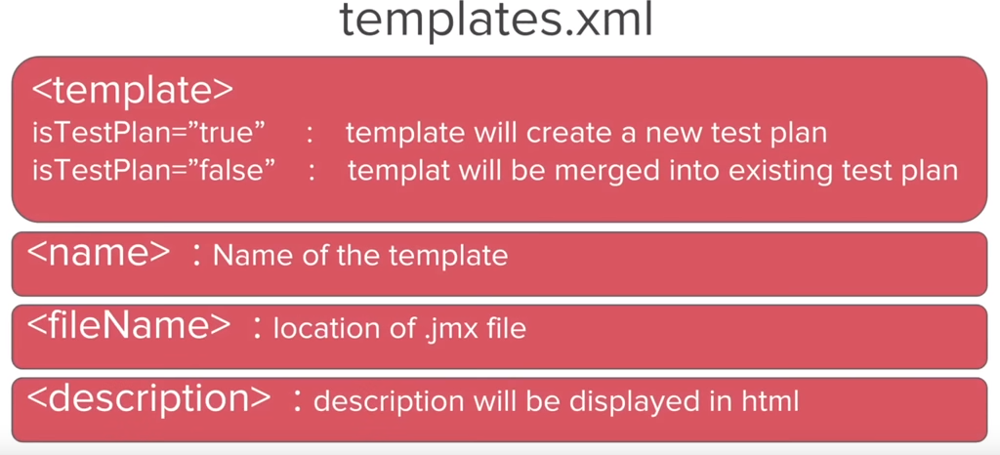 templates.xml
<template>
isTestPlan=”true” : template will create a new test plan
isTestPlan=”false” : templat will be merged into existing test plan
<name> : Name of the template
<fileName> : location of .jmx file
<description> : description will be displayed in html